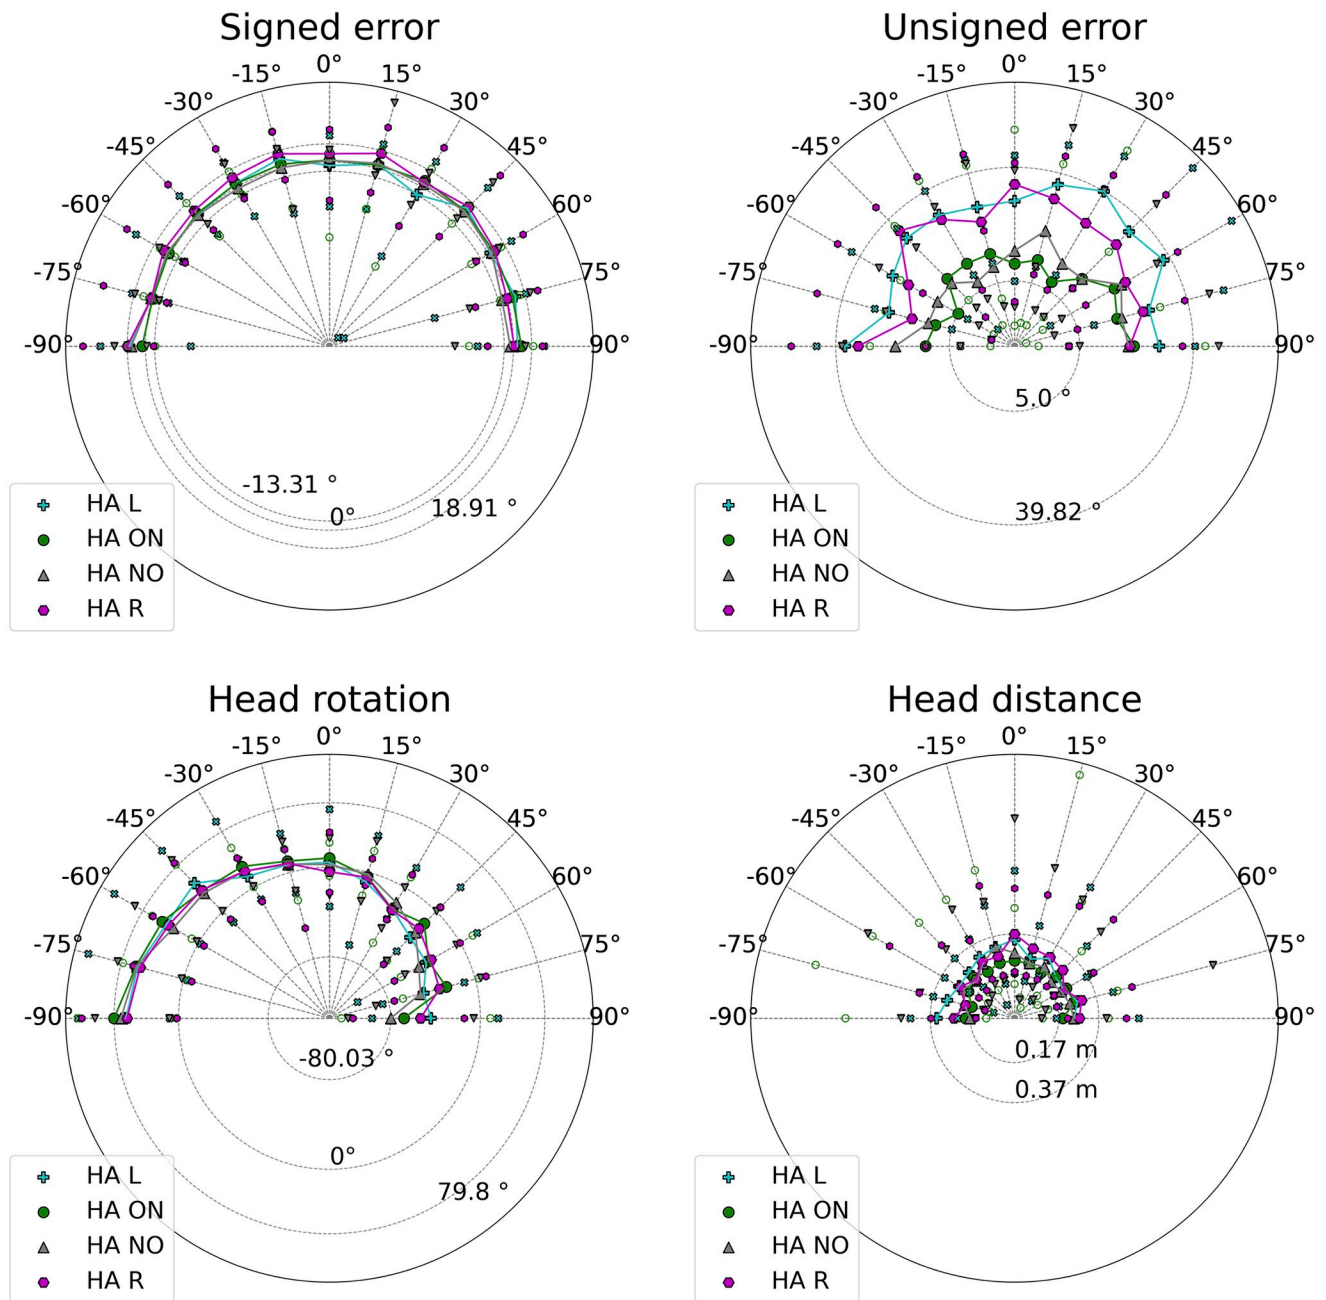 Signed error
-90°
-75°
-60°
-45°
-30°
-15°
0°
15°
30°
45°
60°
75°
90°
-13.31 °
0°
18.91 °
HA L
HA ON
HA NO
HA R
Unsigned error
-90°
-75°
-60°
-45°
-30°
-15°
0°
15°
30°
45°
60°
75°
90°
5.0 °
39.82 °
HA L
HA ON
HA NO
HA R
Head rotation
-90°
-75°
-60°
-45°
-30°
-15°
0°
15°
30°
45°
60°
75°
90°
-80.03 °
0°
79.8 °
HA L
HA ON
HA NO
HA R
Head distance
-90°
-75°
-60°
-45°
-30°
-15°
0°
15°
30°
45°
60°
75°
90°
0.17 m
0.37 m
HA L
HA ON
HA NO
HA R